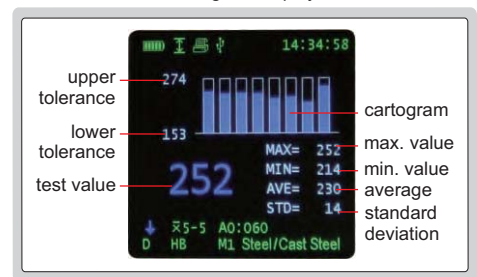 14:34:58
upper tolerance
274
cartogram
lower tolerance
153
MAX= 252
max. value
MIN= 214
min. value
test value
252
AVE= 230
average
STD= 14
standard deviation
x̅5-5 A0:060
D HB M1 Steel/Cast Steel